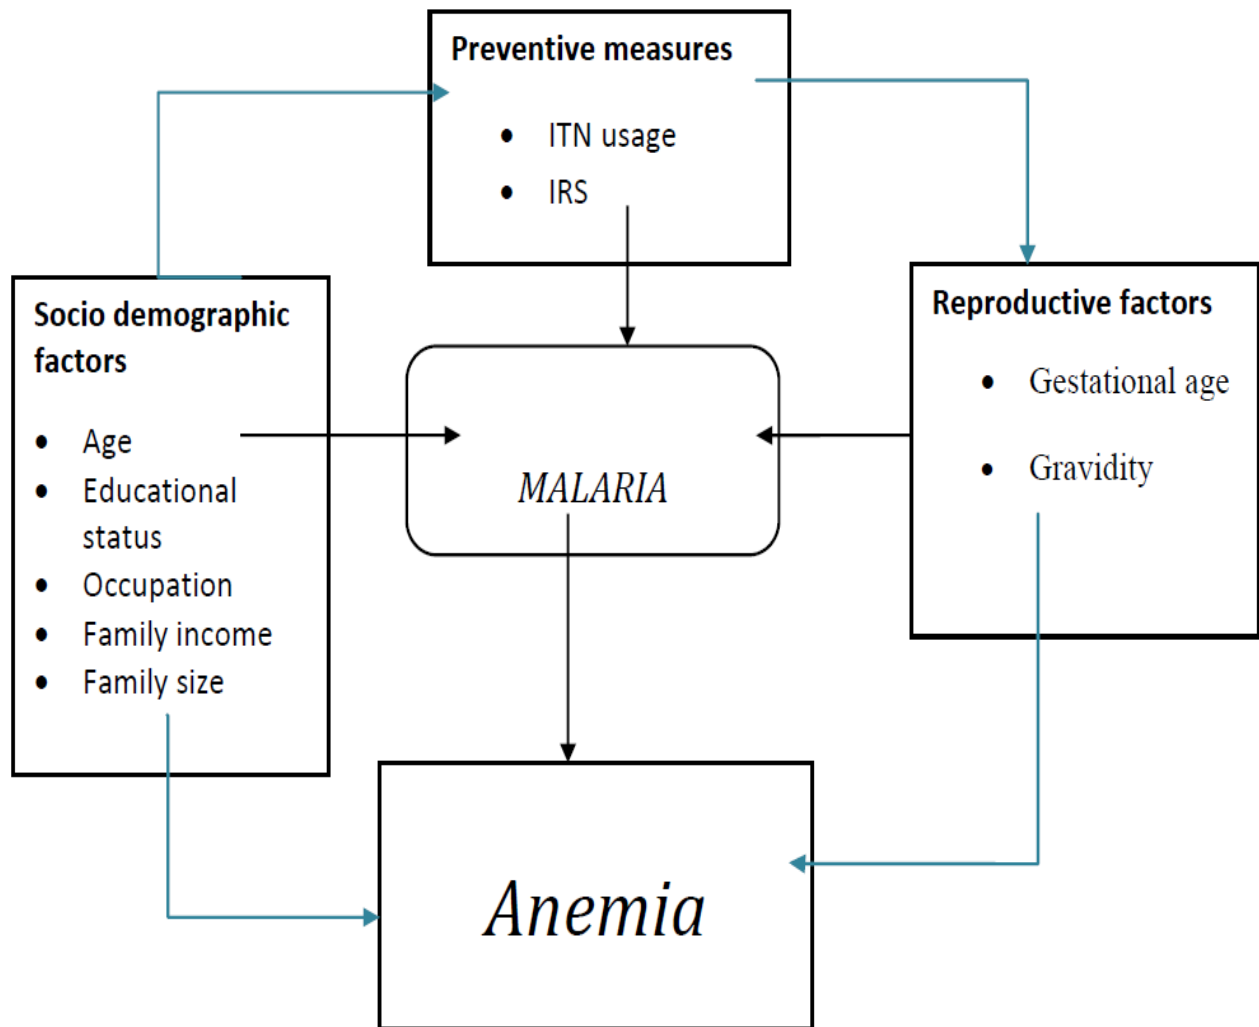 Preventive measures
• ITN usage
• IRS
Socio demographic
factors
• Age
• Educational
status
• Occupation
• Family income
• Family size
MALARIA
Reproductive factors
• Gestational age
• Gravidity
Anemia